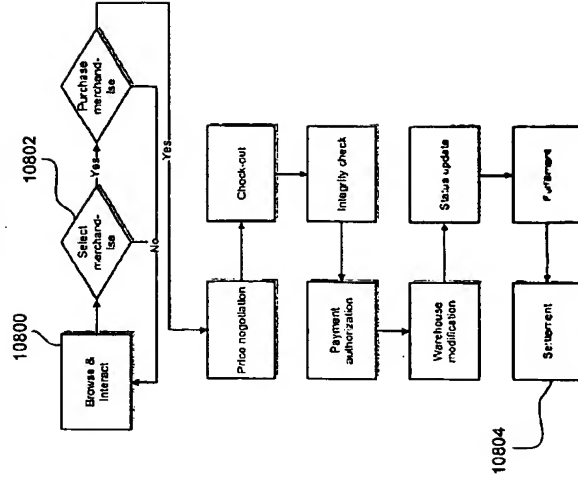 10800
Browse &
Interact
10802
Select
merchand-
ise
Yes
No
Purchase
merchand-
ise
Yes
Price negotiation
Check-out
Integrity check
Payment
authorization
Warehouse
modification
Status update
Fulfillment
Settlement
10804